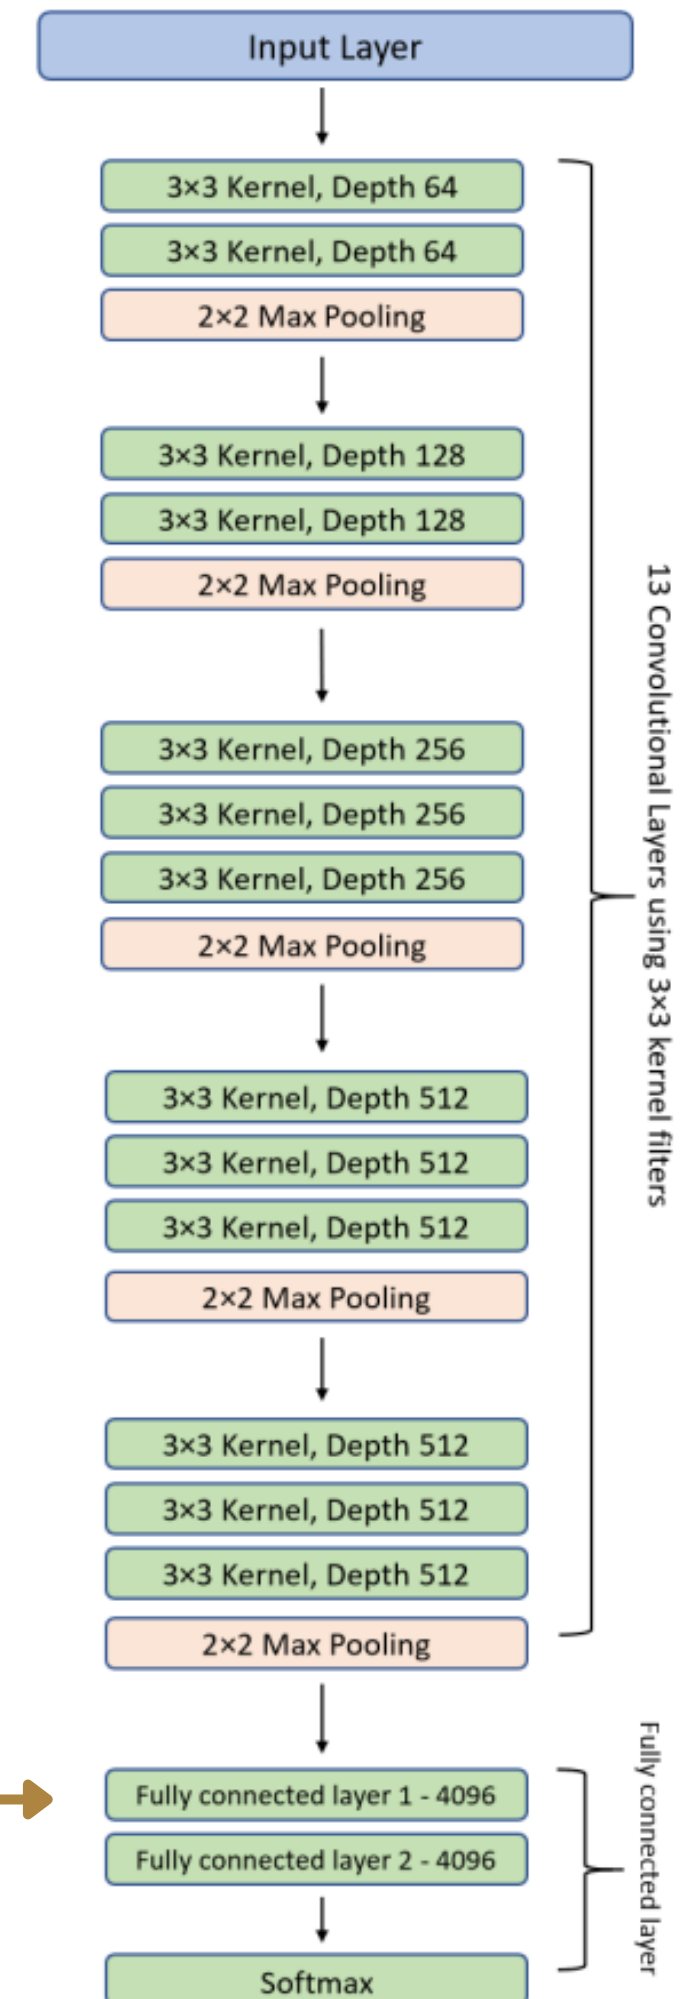 Input Layer
3×3 Kernel, Depth 64
3×3 Kernel, Depth 64
2×2 Max Pooling
3×3 Kernel, Depth 128
3×3 Kernel, Depth 128
2×2 Max Pooling
3×3 Kernel, Depth 256
3×3 Kernel, Depth 256
3×3 Kernel, Depth 256
2×2 Max Pooling
3×3 Kernel, Depth 512
3×3 Kernel, Depth 512
3×3 Kernel, Depth 512
2×2 Max Pooling
3×3 Kernel, Depth 512
3×3 Kernel, Depth 512
3×3 Kernel, Depth 512
2×2 Max Pooling
13 Convolutional Layers using 3×3 kernel filters
Fully connected layer 1 - 4096
Fully connected layer 2 - 4096
Softmax
Fully connected layer